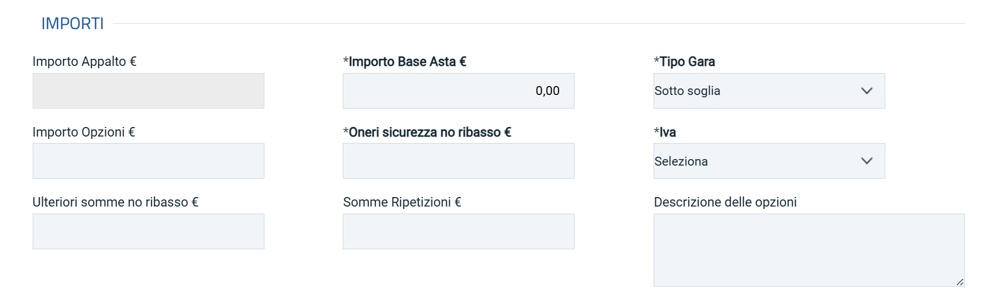 IMPORTI
Importo Appalto €
*Importo Base Asta €
0,00
*Tipo Gara
Sotto soglia
Importo Opzioni €
*Oneri sicurezza no ribasso €
*Iva
Seleziona
Ulteriori somme no ribasso €
Somme Ripetizioni €
Descrizione delle opzioni